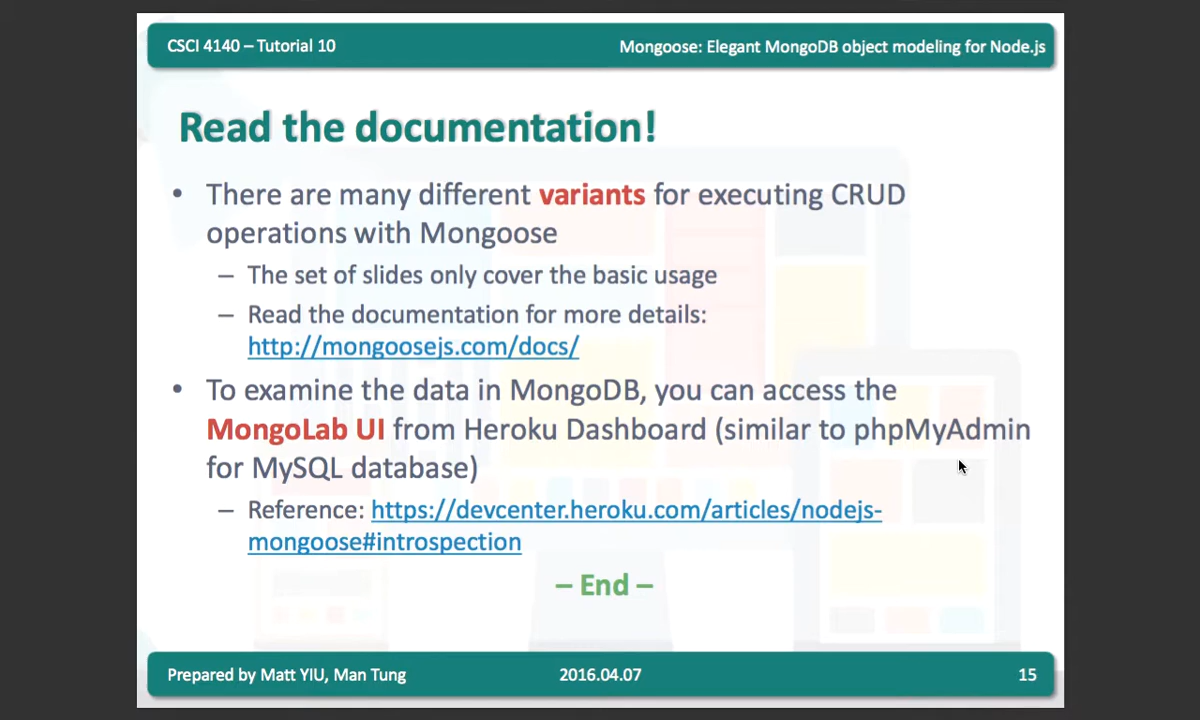 CSCI 4140 – Tutorial 10
Mongoose: Elegant MongoDB object modeling for Node.js
Read the documentation!
• There are many different variants for executing CRUD
operations with Mongoose
– The set of slides only cover the basic usage
– Read the documentation for more details:
http://mongoosejs.com/docs/
• To examine the data in MongoDB, you can access the
MongoLab UI from Heroku Dashboard (similar to phpMyAdmin
for MySQL database)
– Reference: https://devcenter.heroku.com/articles/nodejs-
mongoose#introspection
– End –
Prepared by Matt YIU, Man Tung
2016.04.07
15